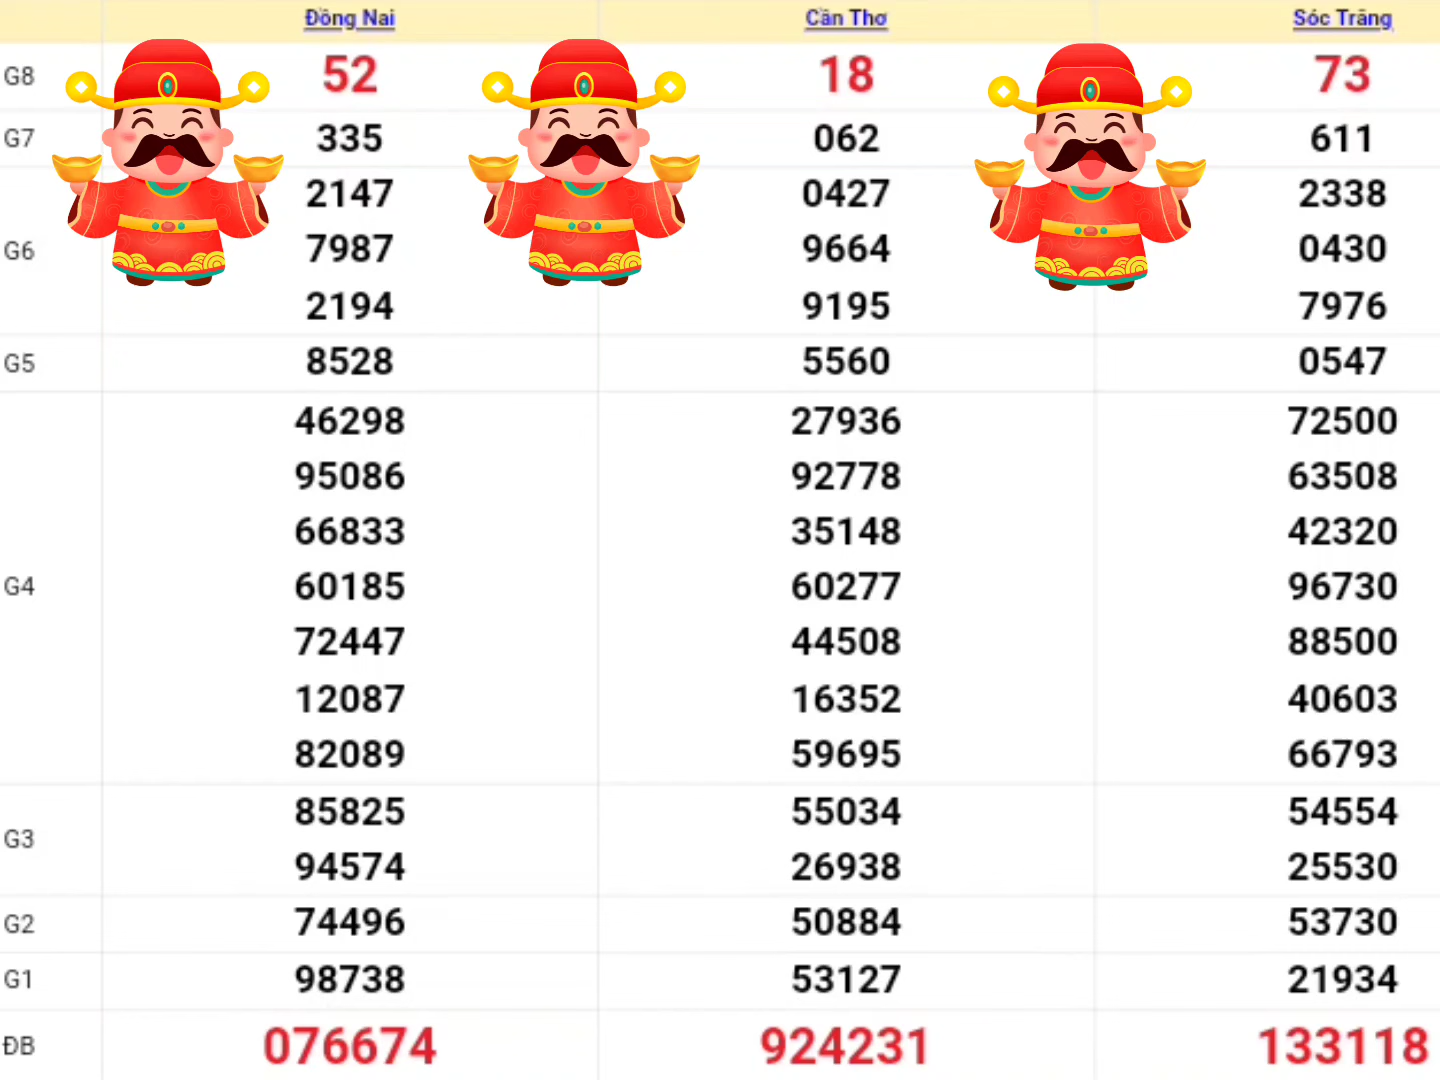 Đồng Nai Cần Thơ Sóc Trăng
G8 52 18 73
G7 335 062 611
2147 0427 2338
G6 7987 9664 0430
2194 9195 7976
G5 8528 5560 0547
46298 27936 72500
95086 92778 63508
66833 35148 42320
G4 60185 60277 96730
72447 44508 88500
12087 16352 40603
82089 59695 66793
G3 85825 55034 54554
94574 26938 25530
G2 74496 50884 53730
G1 98738 53127 21934
ĐB 076674 924231 133118